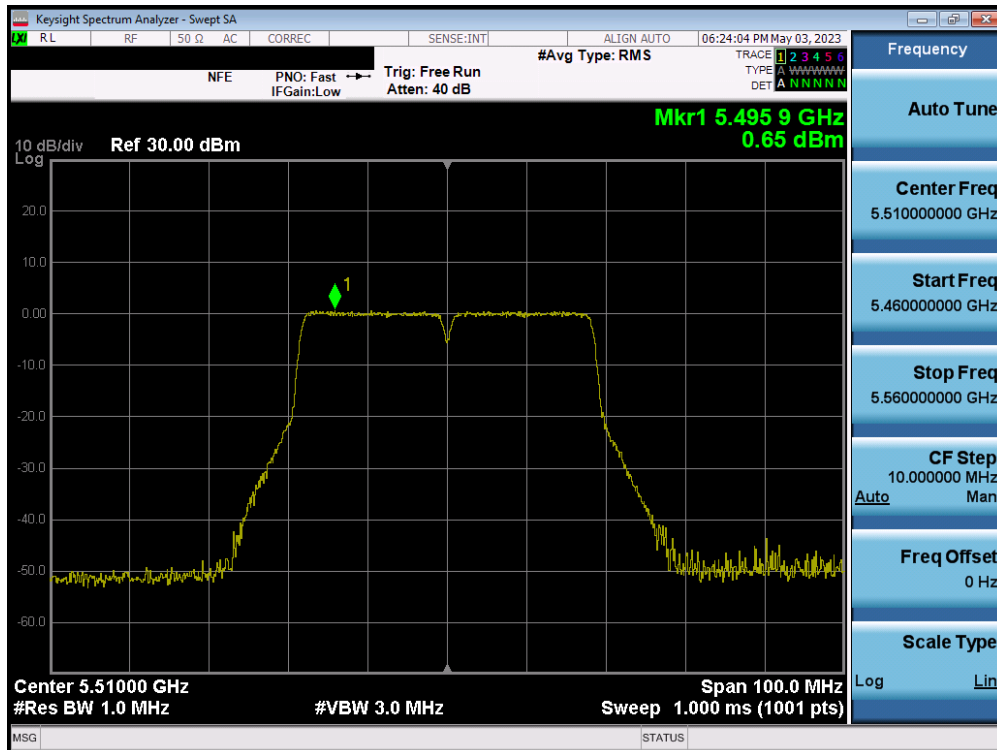 Keysight Spectrum Analyzer - Swept SA
LXI RL RF 50 Ω AC CORREC SENSE:INT ALIGN AUTO 06:24:04 PM May 03, 2023
#Avg Type: RMS TRACE 1 2 3 4 5 6
NFE PNO: Fast Trig: Free Run TYPE A WWWWWW
IFGain:Low Atten: 40 dB DET A N N N N N
Frequency
Mkr1 5.495 9 GHz
0.65 dBm
10 dB/div Ref 30.00 dBm
Log
20.0
10.0
1
0.00
-10.0
-20.0
-30.0
-40.0
-50.0
-60.0
Center 5.51000 GHz Span 100.0 MHz
#Res BW 1.0 MHz #VBW 3.0 MHz Sweep 1.000 ms (1001 pts)
MSG STATUS
Auto Tune
Center Freq
5.510000000 GHz
Start Freq
5.460000000 GHz
Stop Freq
5.560000000 GHz
CF Step
10.000000 MHz
Auto Man
Freq Offset
0 Hz
Scale Type
Log Lin